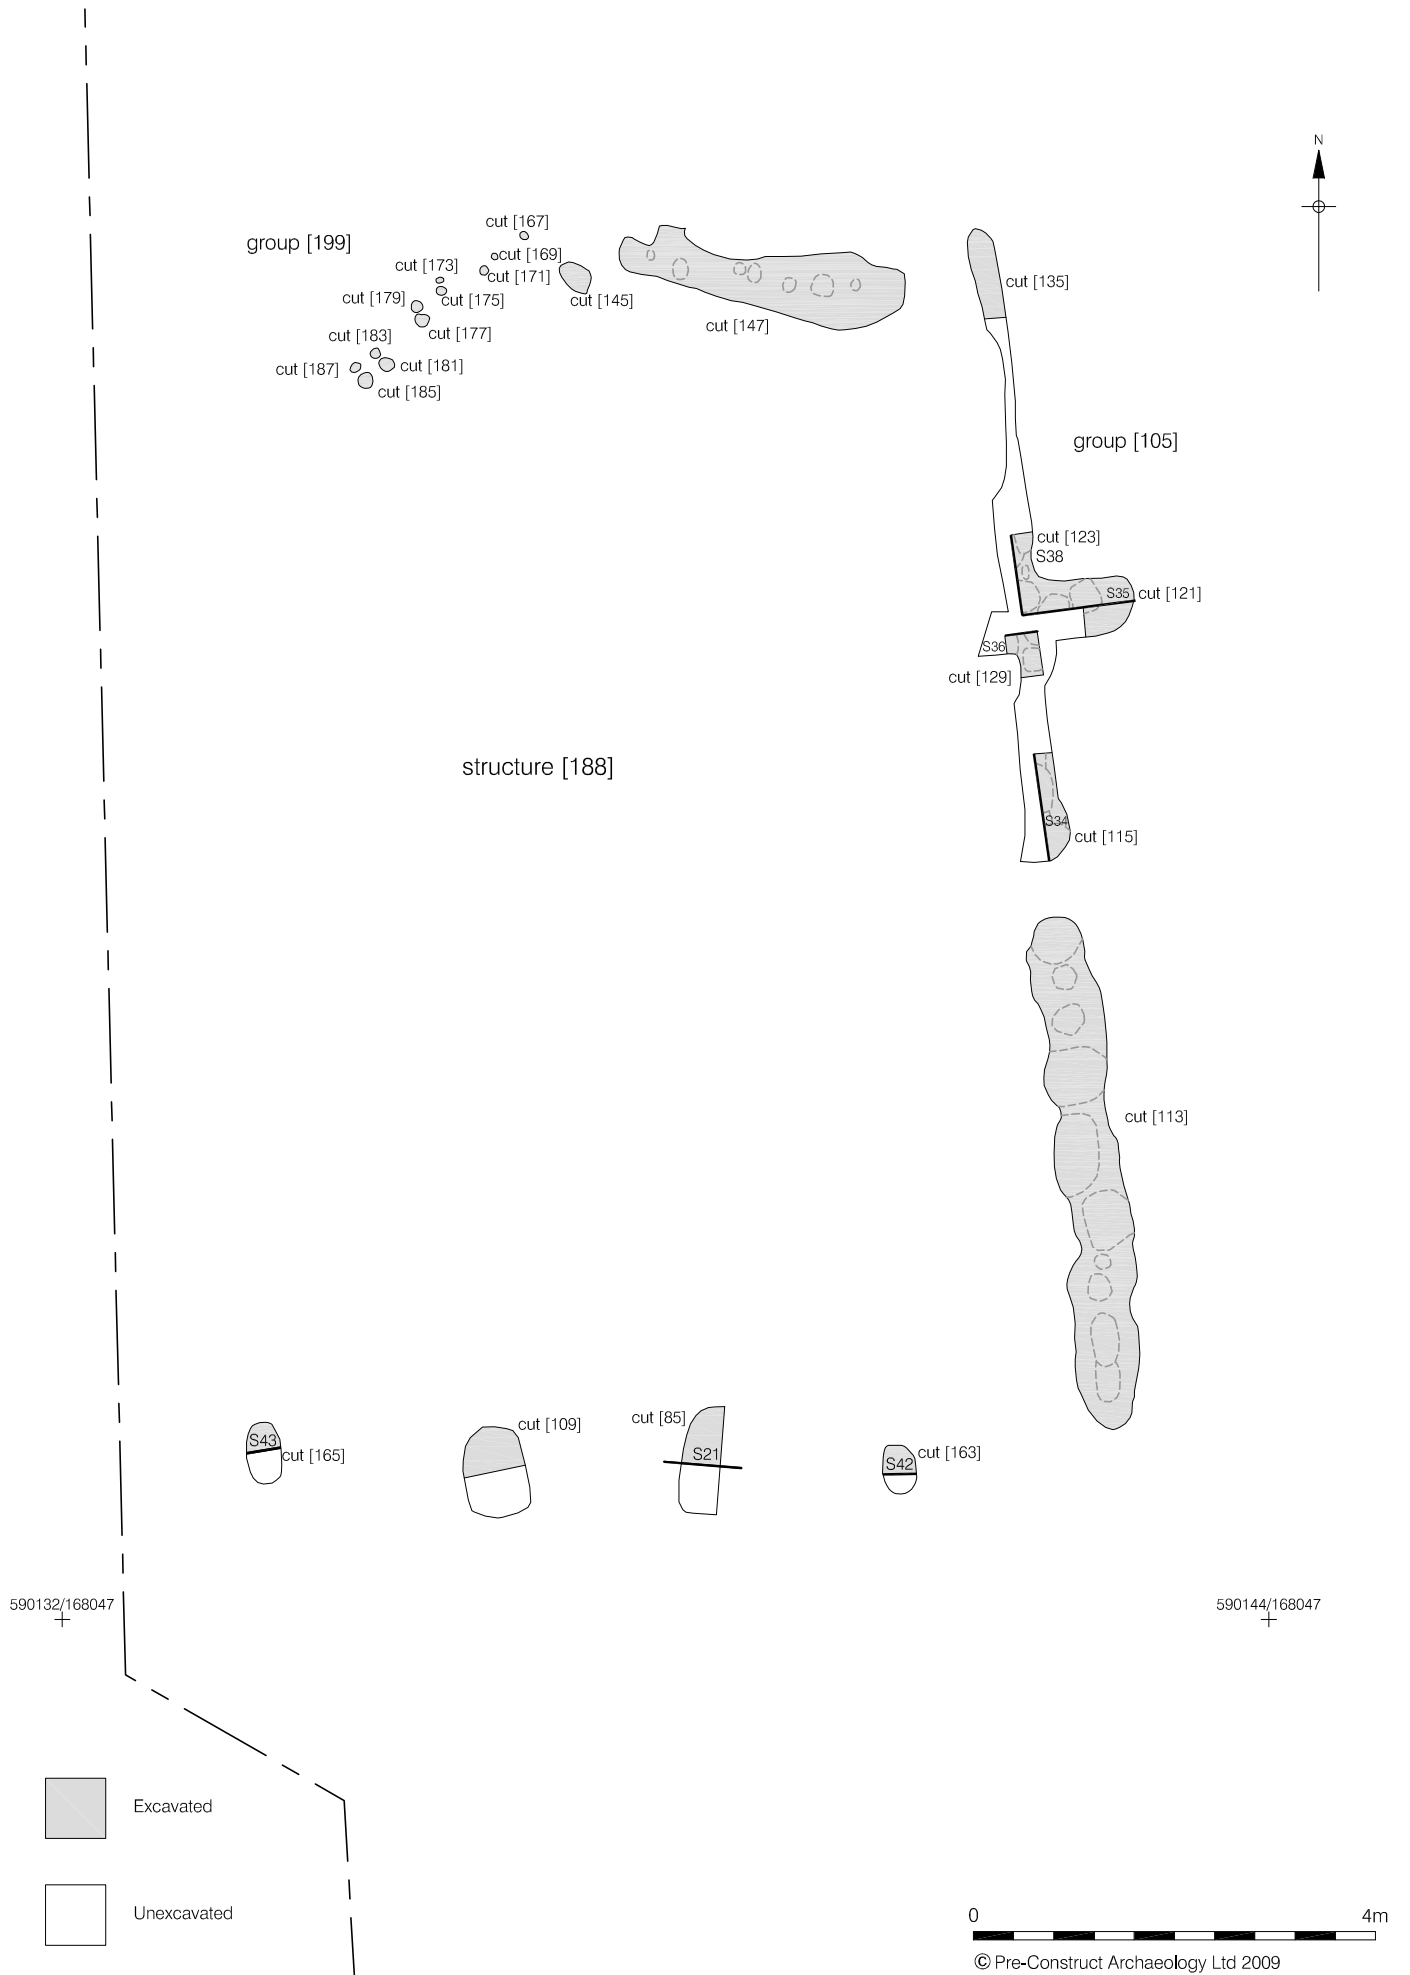 N
cut [167]
group [199]
cut [169]
cut [173]
cut [171]
cut [135]
cut [179]
cut [175]
cut [145]
cut [147]
cut [183]
cut [177]
cut [187]
cut [181]
cut [185]
group [105]
cut [123]
S38
S35
cut [121]
S36
cut [129]
structure [188]
S34
cut [115]
cut [113]
cut [85]
cut [109]
S43
cut [165]
S21
cut [163]
S42
590132/168047
590144/168047
Excavated
Unexcavated
0
4m
© Pre-Construct Archaeology Ltd 2009